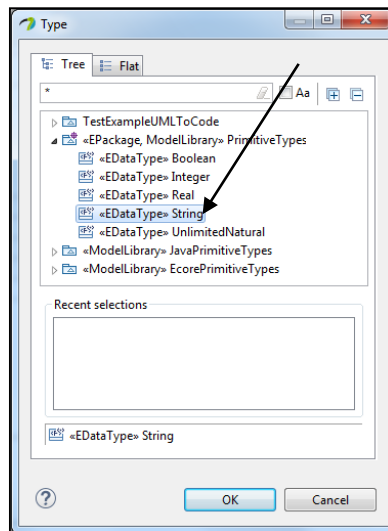 Type
Tree Flat
* Aa
TestExampleUMLToCode
«EPackage, ModelLibrary» PrimitiveTypes
«EDataType» Boolean
«EDataType» Integer
«EDataType» Real
«EDataType» String
«EDataType» UnlimitedNatural
«ModelLibrary» JavaPrimitiveTypes
«ModelLibrary» EcorePrimitiveTypes
Recent selections
«EDataType» String
? OK Cancel